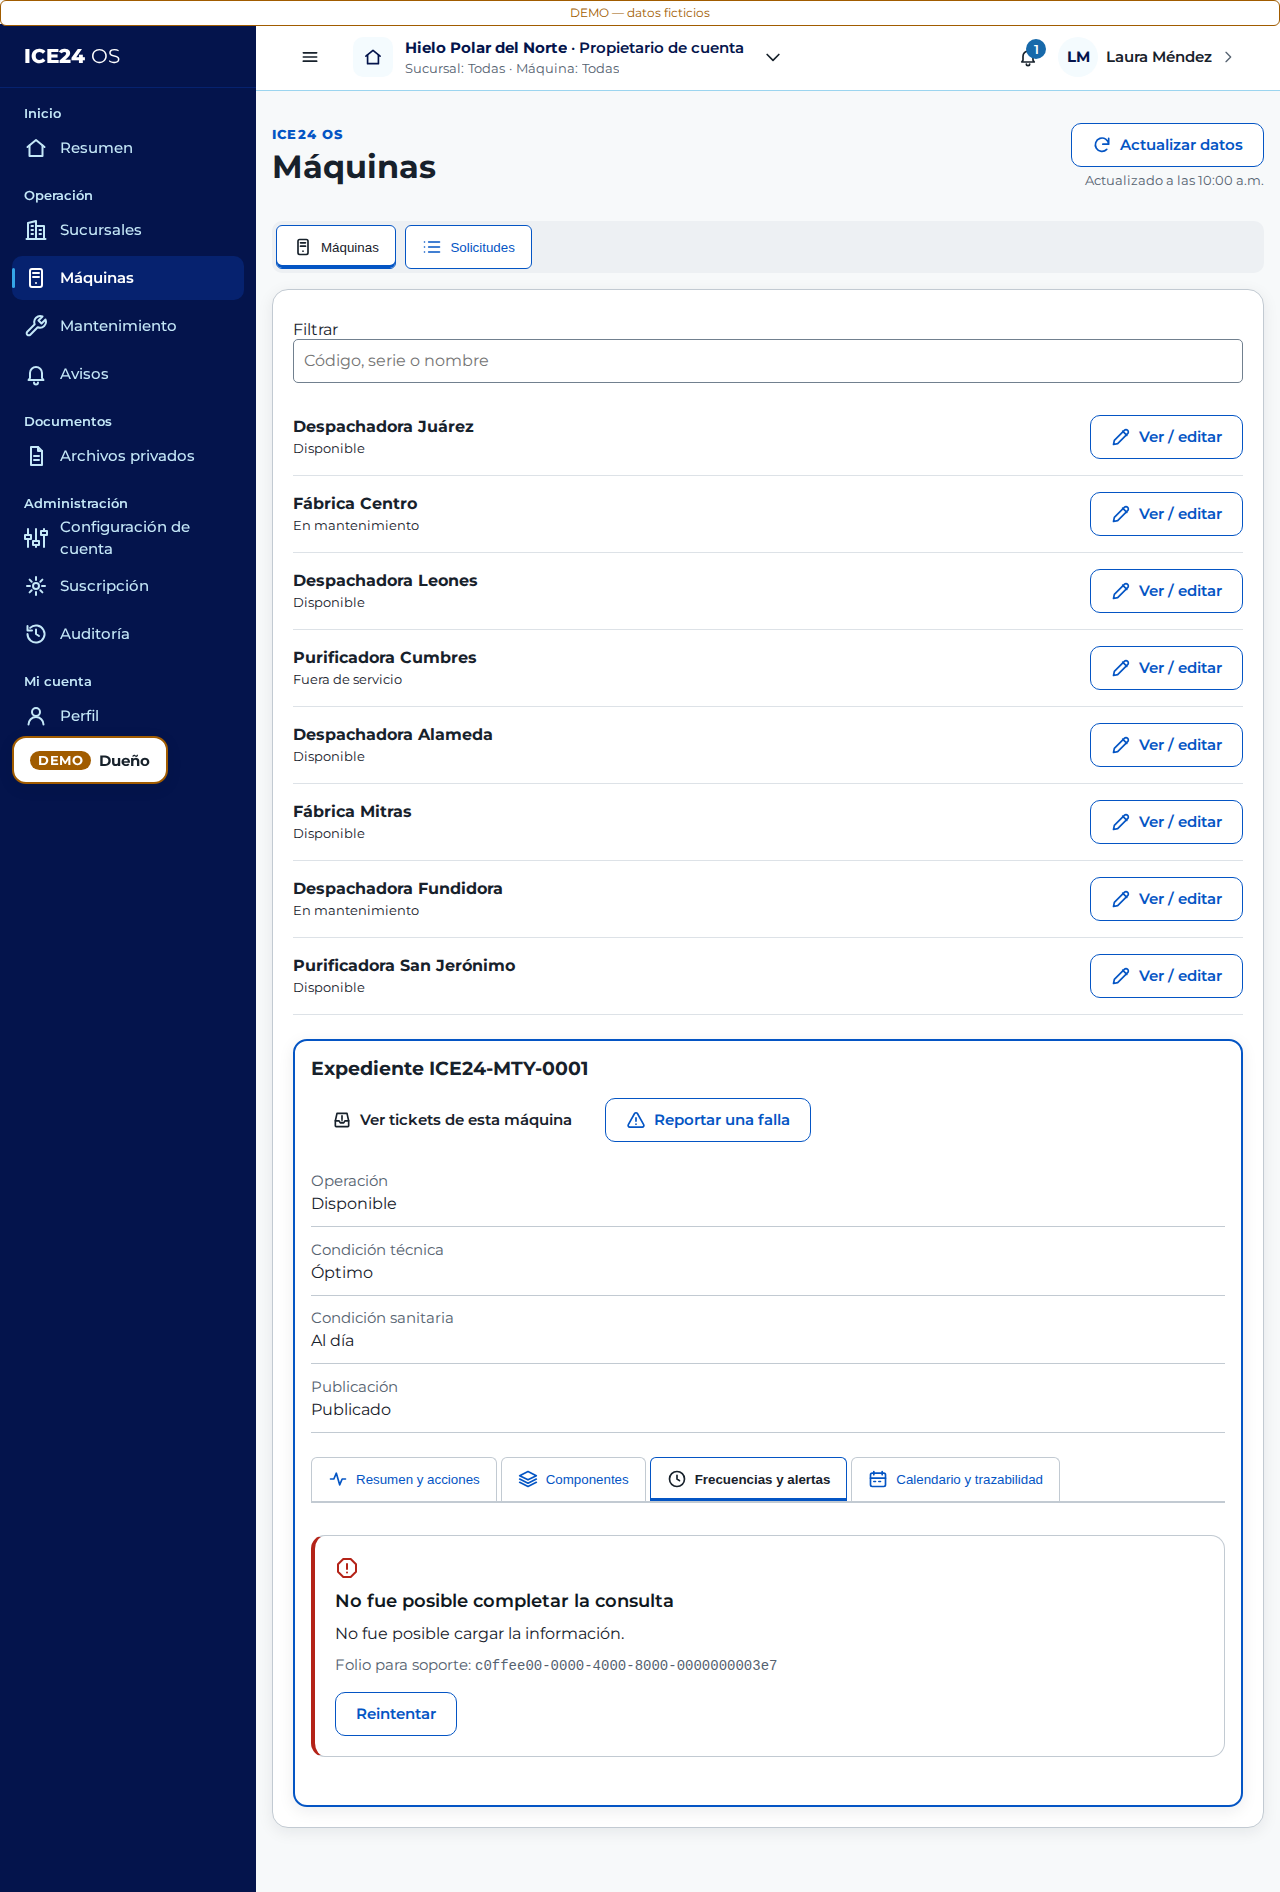 DEMO — datos ficticios
ICE24 OS
Inicio
Resumen
Operación
Sucursales
Máquinas
Mantenimiento
Avisos
Documentos
Archivos privados
Administración
Configuración de
cuenta
Suscripción
Auditoría
Mi cuenta
Perfil
DEMO Dueño
Hielo Polar del Norte · Propietario de cuenta
Sucursal: Todas · Máquina: Todas
1
LM Laura Méndez
ICE24 OS
Máquinas
Actualizar datos
Actualizado a las 10:00 a.m.
Máquinas
Solicitudes
Filtrar
Código, serie o nombre
Despachadora Juárez
Disponible
Ver / editar
Fábrica Centro
En mantenimiento
Ver / editar
Despachadora Leones
Disponible
Ver / editar
Purificadora Cumbres
Fuera de servicio
Ver / editar
Despachadora Alameda
Disponible
Ver / editar
Fábrica Mitras
Disponible
Ver / editar
Despachadora Fundidora
En mantenimiento
Ver / editar
Purificadora San Jerónimo
Disponible
Ver / editar
Expediente ICE24-MTY-0001
Ver tickets de esta máquina
Reportar una falla
Operación
Disponible
Condición técnica
Óptimo
Condición sanitaria
Al día
Publicación
Publicado
Resumen y acciones
Componentes
Frecuencias y alertas
Calendario y trazabilidad
No fue posible completar la consulta
No fue posible cargar la información.
Folio para soporte: c0ffee00-0000-4000-8000-0000000003e7
Reintentar